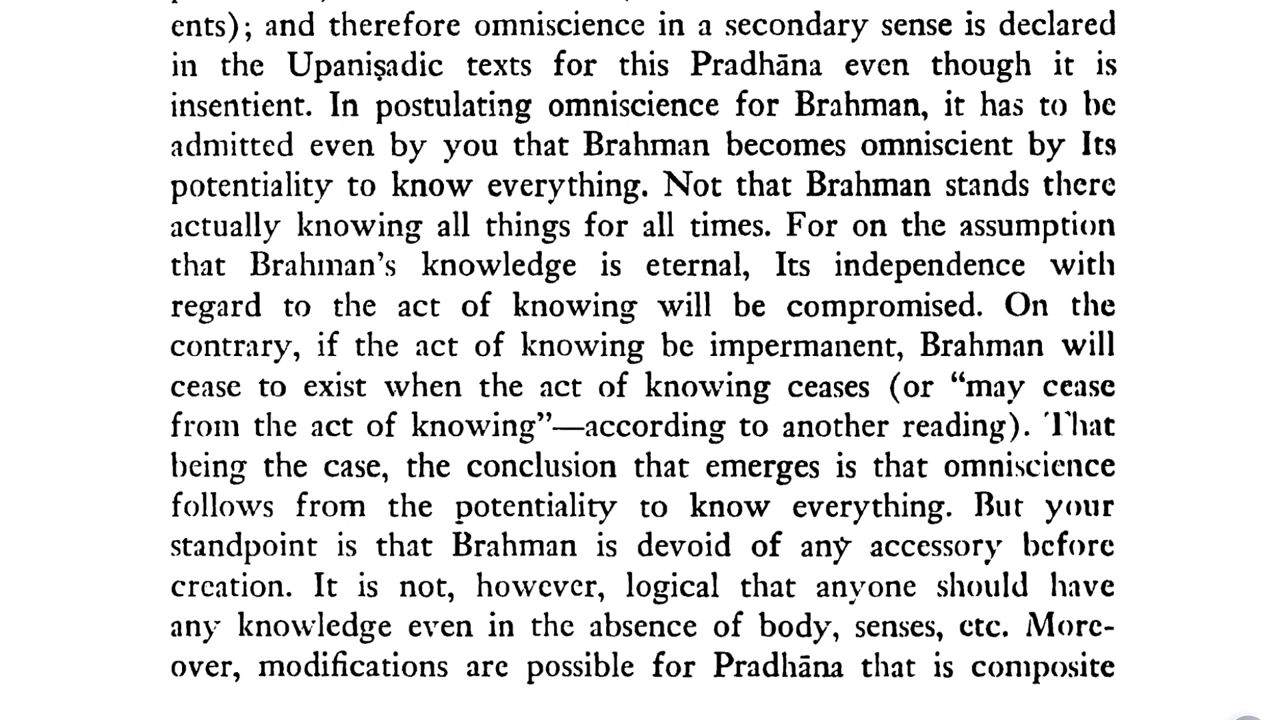 ents); and therefore omniscience in a secondary sense is declared
in the Upaniṣadic texts for this Pradhāna even though it is
insentient. In postulating omniscience for Brahman, it has to be
admitted even by you that Brahman becomes omniscient by Its
potentiality to know everything. Not that Brahman stands there
actually knowing all things for all times. For on the assumption
that Brahman's knowledge is eternal, Its independence with
regard to the act of knowing will be compromised. On the
contrary, if the act of knowing be impermanent, Brahman will
cease to exist when the act of knowing ceases (or “may cease
from the act of knowing”—according to another reading). That
being the case, the conclusion that emerges is that omniscience
follows from the potentiality to know everything. But your
standpoint is that Brahman is devoid of any accessory before
creation. It is not, however, logical that anyone should have
any knowledge even in the absence of body, senses, etc. More-
over, modifications are possible for Pradhāna that is composite